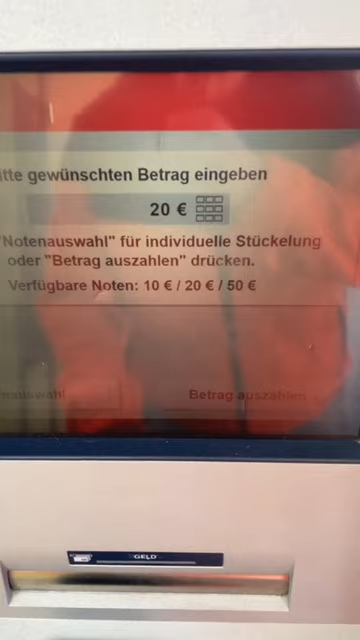 itte gewünschten Betrag eingeben
20 €
"Notenauswahl" für individuelle Stückelung
oder "Betrag auszahlen" drücken.
Verfügbare Noten: 10 € / 20 € / 50 €
enauswahl
Betrag auszahlen
GELD